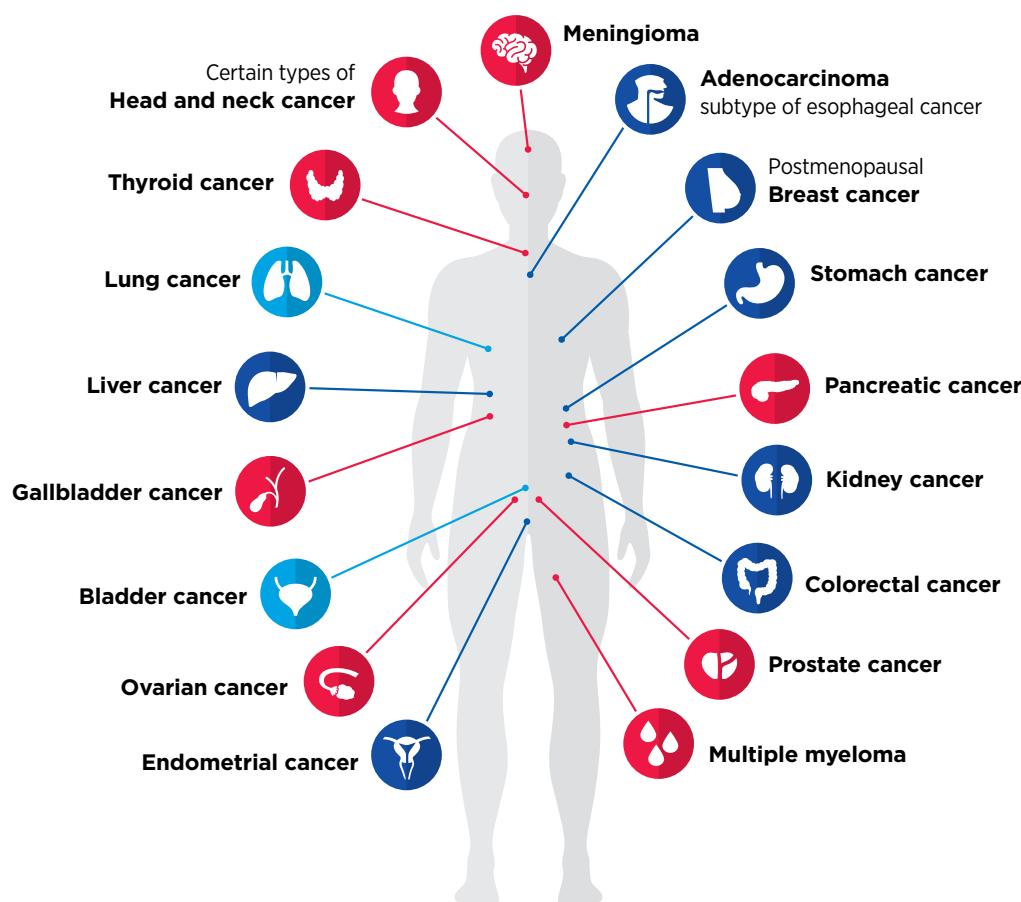 Meningioma
Certain types of
Head and neck cancer
Adenocarcinoma
subtype of esophageal cancer
Thyroid cancer
Postmenopausal
Breast cancer
Lung cancer
Stomach cancer
Liver cancer
Pancreatic cancer
Gallbladder cancer
Kidney cancer
Bladder cancer
Colorectal cancer
Ovarian cancer
Prostate cancer
Endometrial cancer
Multiple myeloma